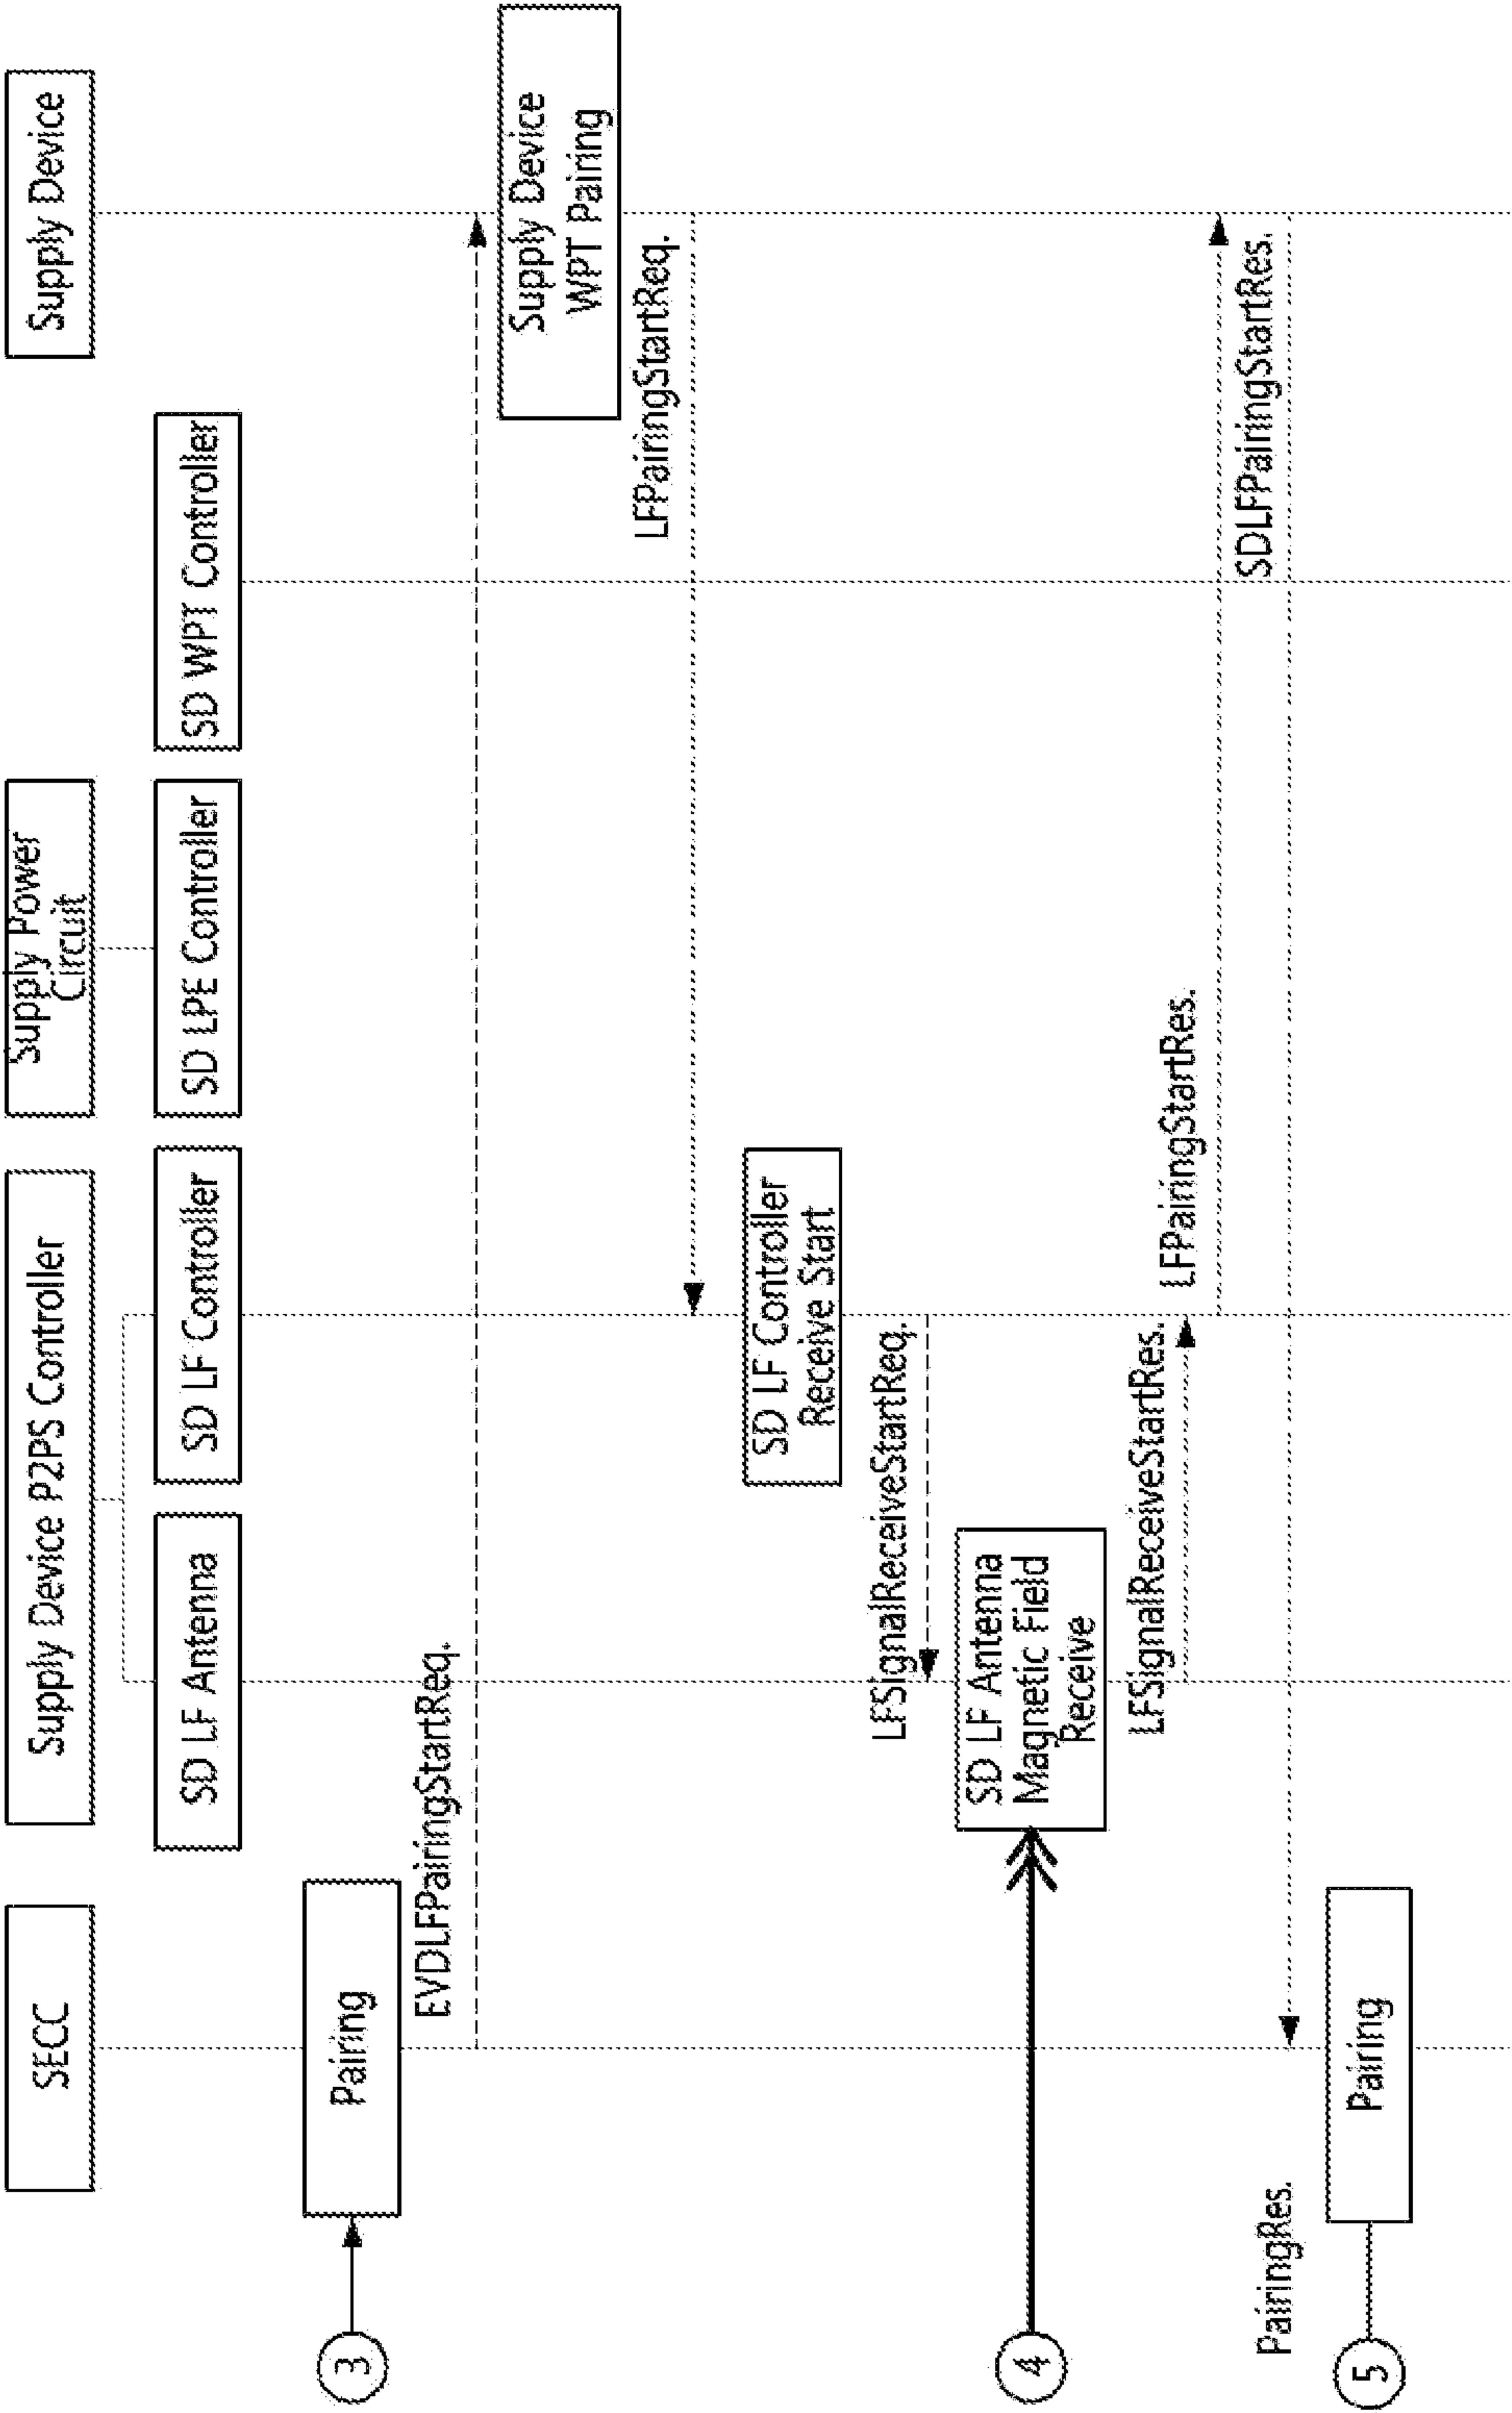 SECC
Supply Device P2PS Controller
Supply Power
Circuit
Supply Device
SD LF Antenna
SD LF Controller
SD LPE Controller
SD WPT Controller
3
Pairing
EVDLFPairingStartReq.
Supply Device
WPT Pairing
LFPairingStartReq.
SD LF Controller
Receive Start
LFSignalReceiveStartReq.
4
SD LF Antenna
Magnetic Field
Receive
LFSignalReceiveStartRes.
LFPairingStartRes.
SDLFPairingStartRes.
PairingRes.
5
Pairing